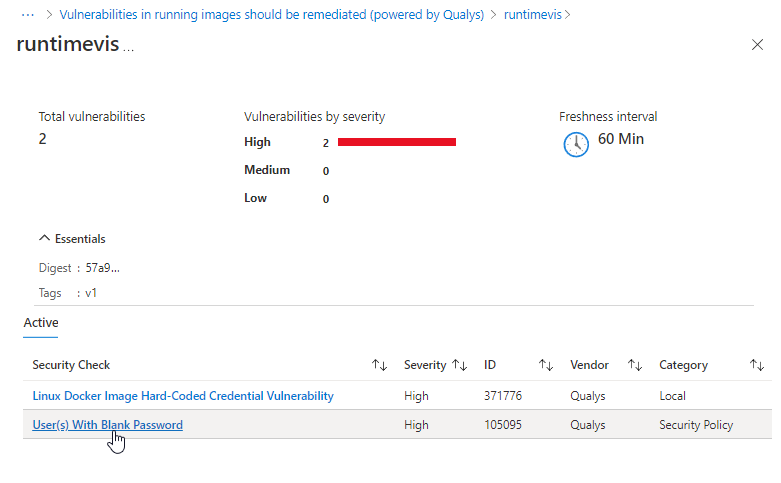 ... > Vulnerabilities in running images should be remediated (powered by Qualys) > runtimevis >
runtimevis ...
Total vulnerabilities
2
Vulnerabilities by severity
High 2
Medium 0
Low 0
Freshness interval
60 Min
Essentials
Digest : 57a9...
Tags : v1
Active
Security Check Severity ID Vendor Category
Linux Docker Image Hard-Coded Credential Vulnerability High 371776 Qualys Local
User(s) With Blank Password High 105095 Qualys Security Policy